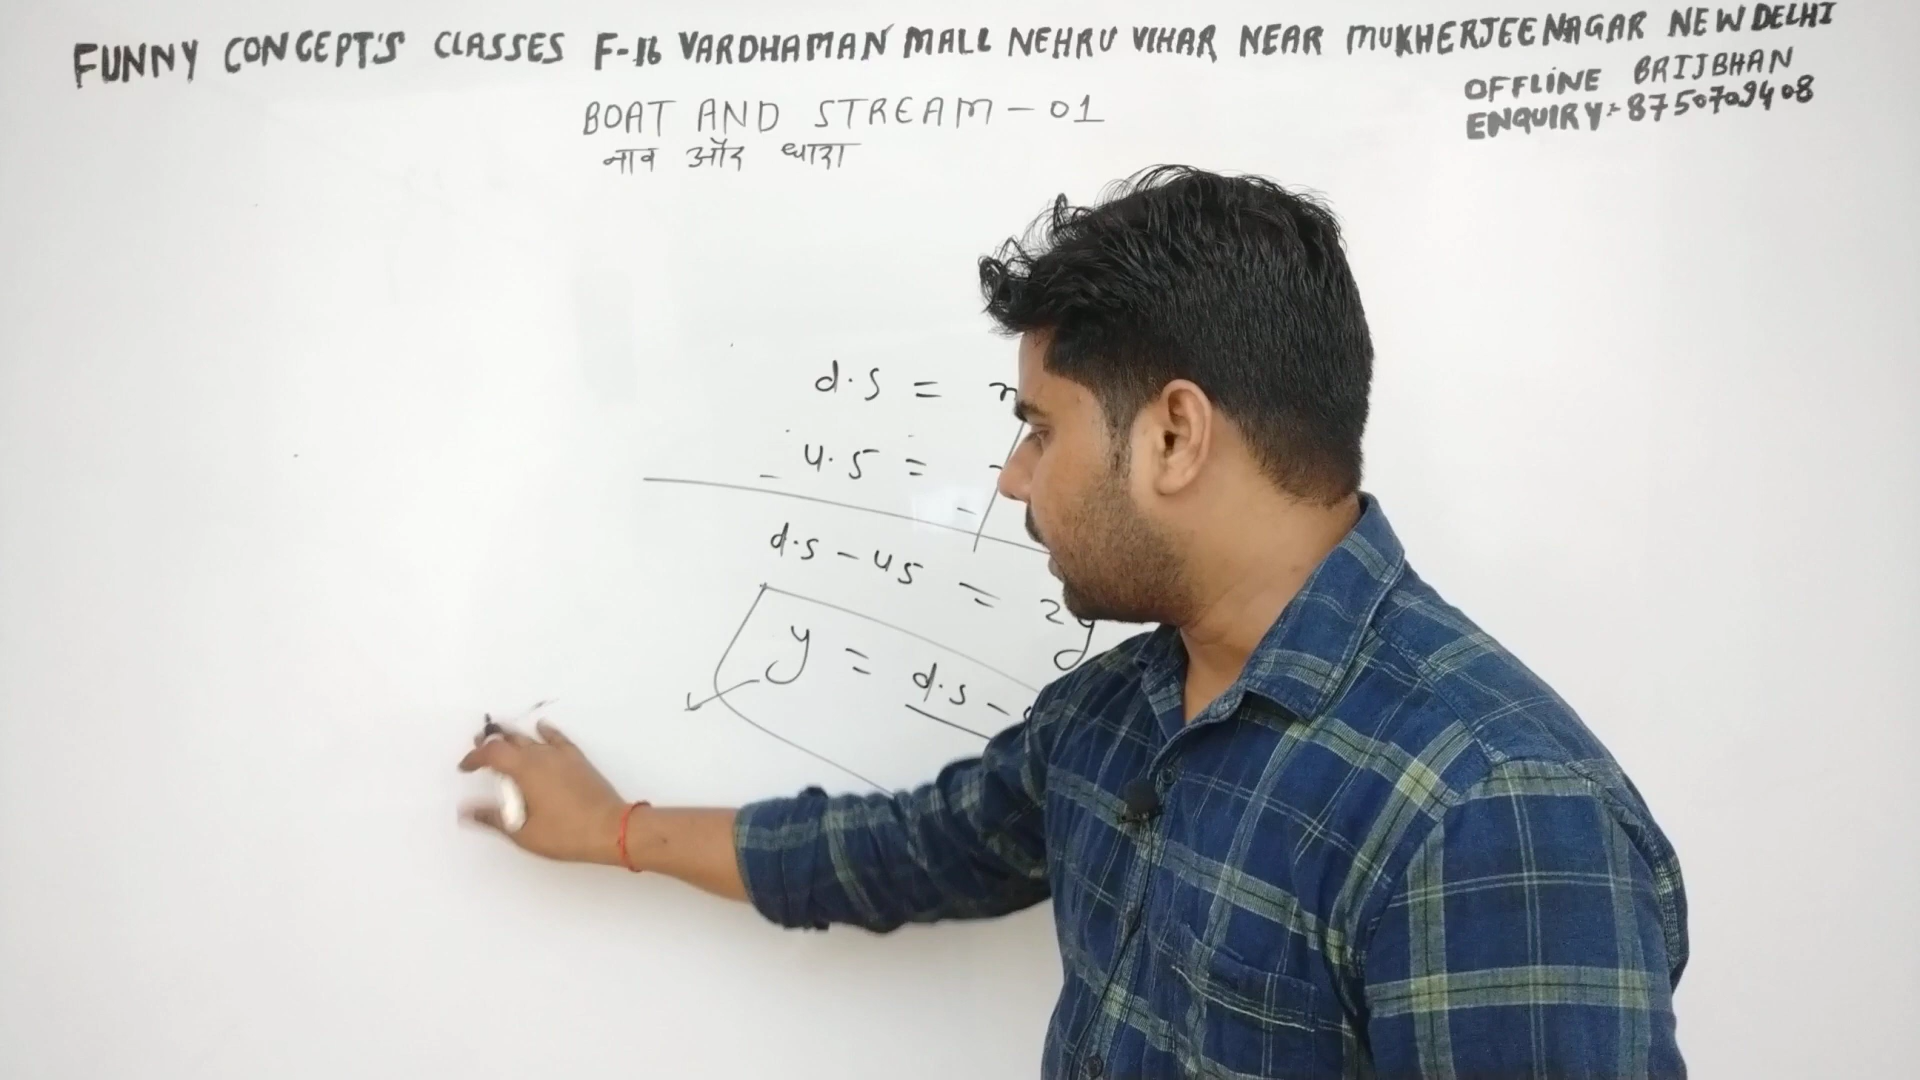 FUNNY CONCEPT'S CLASSES F-16 VARDHAMAN MALL NEHRU VIHAR NEAR MUKHERJEE NAGAR NEW DELHI
OFFLINE BRIJBHAN
ENQUIRY:- 8750709408
BOAT AND STREAM - 01
नाव और धारा
d.s =
u.s =
d.s - us = 2y
y = d.s -